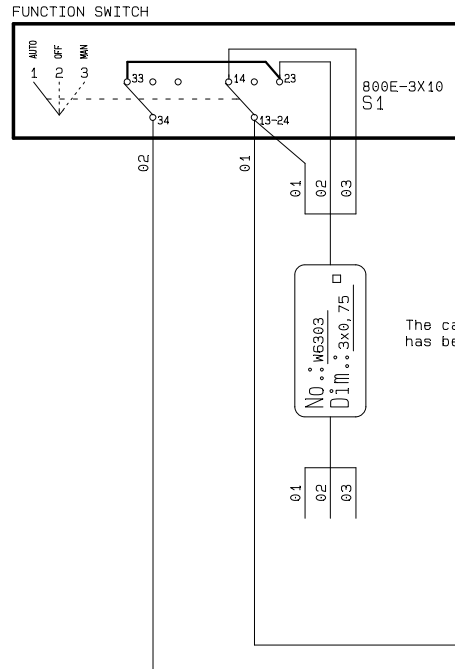 FUNCTION SWITCH
AUTO
OFF
MAN
1 2 3
33
14
23
800E-3X10
S1
34
13-24
02
01
01
02
03
The ca
has be
No.: W6303
Dim.: 3x0,75
01
02
03